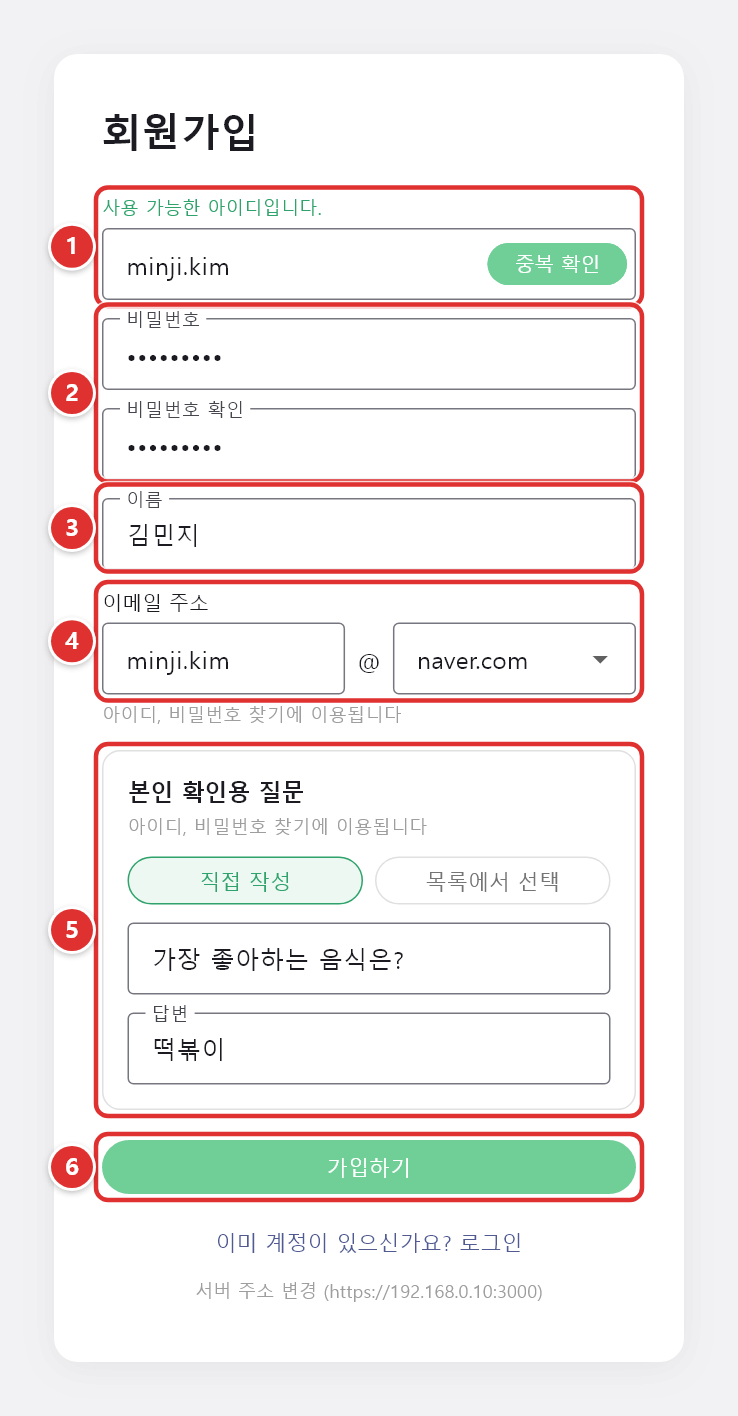 회원가입
사용 가능한 아이디입니다.
1
minji.kim 중복 확인
비밀번호
•••••••••
2
비밀번호 확인
•••••••••
이름
3
김민지
이메일 주소
4
minji.kim @ naver.com
아이디, 비밀번호 찾기에 이용됩니다
본인 확인용 질문
아이디, 비밀번호 찾기에 이용됩니다
직접 작성 목록에서 선택
5
가장 좋아하는 음식은?
답변
떡볶이
6 가입하기
이미 계정이 있으신가요? 로그인
서버 주소 변경 (https://192.168.0.10:3000)